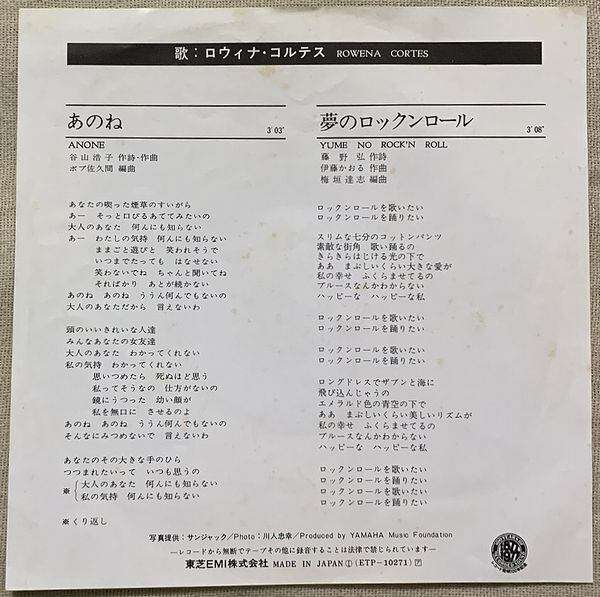 歌：ロウィナ・コルテス ROWENA CORTES
あのね 3′03″
ANONE
谷山浩子 作詩・作曲
ボブ佐久間 編曲
あなたの喫った煙草のすいがら
あー そっと口びるあててみたいの
大人のあなた 何んにも知らない
あー わたしの気持 何んにも知らない
ままごと遊びと 笑われそうで
いつまでたっても はなせない
笑わないでね ちゃんと聞いてね
そればかり あとが続かない
あのね あのね ううん何んでもないの
大人のあなただから 言えないわ
頭のいいきれいな人達
みんなあなたの女友達
大人のあなた わかってくれない
私の気持 わかってくれない
思いつめたら 死ぬほど思う
私ってそうなの 仕方がないの
鏡にうつった 幼い顔が
私を無口に させるのよ
あのね あのね ううん何んでもないの
そんなにみつめないで 言えないわ
あなたのその大きな手のひら
つつまれたいって いつも思うの
※｛大人のあなた 何んにも知らない
私の気持 何んにも知らない
※くり返し
夢のロックンロール 3′08″
YUME NO ROCK'N ROLL
藤野弘 作詩
伊藤かおる 作曲
梅垣達志 編曲
ロックンロールを歌いたい
ロックンロールを踊りたい
スリムな七分のコットンパンツ
素敵な街角 歌い踊るの
きらきらはじける光の下で
ああ まぶしいくらい大きな愛が
私の幸せ ふくらませてるの
ブルースなんかわからない
ハッピーな ハッピーな私
ロックンロールを歌いたい
ロックンロールを踊りたい
ロックンロールを歌いたい
ロックンロールを踊りたい
ロングドレスでザブンと海に
飛び込んじゃうの
エメラルド色の青空の下で
ああ まぶしいくらい美しいリズムが
私の幸せ ふくらませてるの
ブルースなんかわからない
ハッピーな ハッピーな私
ロックンロールを歌いたい
ロックンロールを踊りたい
ロックンロールを歌いたい
ロックンロールを踊りたい
写真提供：サンジャック/Photo：川人忠幸/Produced by YAMAHA Music Foundation
―レコードから無断でテープその他に録音することは法律で禁じられています―
東芝EMI株式会社 MADE IN JAPAN Ⓘ (ETP-10271) ア